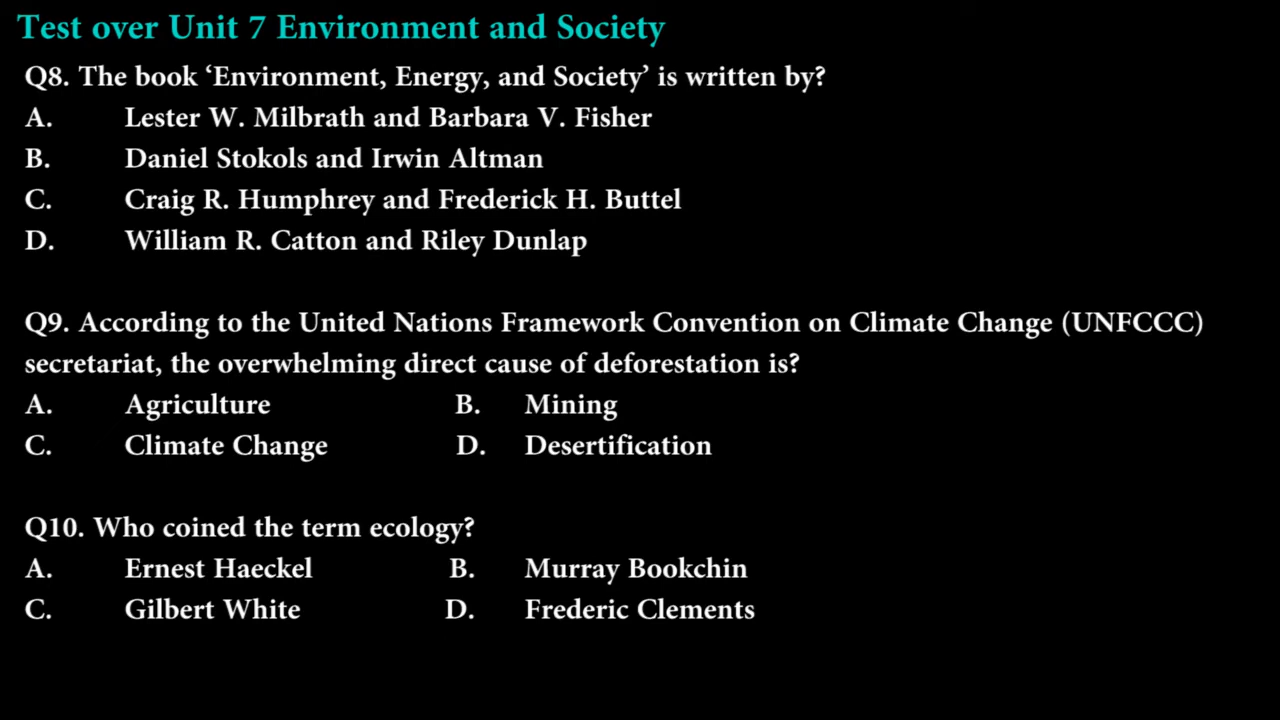 Test over Unit 7 Environment and Society
Q8. The book ‘Environment, Energy, and Society’ is written by?
A. Lester W. Milbrath and Barbara V. Fisher
B. Daniel Stokols and Irwin Altman
C. Craig R. Humphrey and Frederick H. Buttel
D. William R. Catton and Riley Dunlap
Q9. According to the United Nations Framework Convention on Climate Change (UNFCCC)
secretariat, the overwhelming direct cause of deforestation is?
A. Agriculture B. Mining
C. Climate Change D. Desertification
Q10. Who coined the term ecology?
A. Ernest Haeckel B. Murray Bookchin
C. Gilbert White D. Frederic Clements